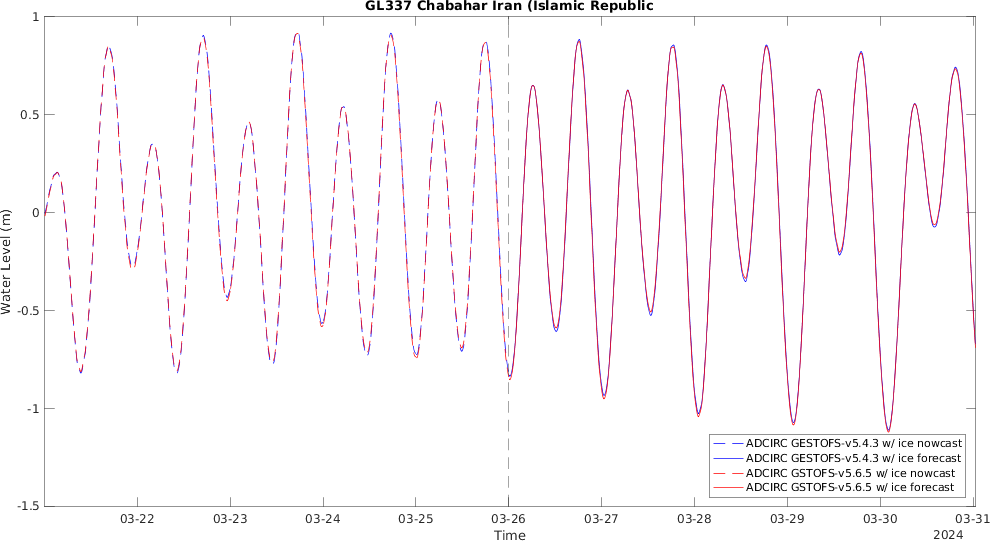 GL337 Chabahar Iran (Islamic Republic
Water Level (m)
1
0.5
0
-0.5
-1
-1.5
03-22
03-23
03-24
03-25
03-26
03-27
03-28
03-29
03-30
03-31
Time
2024
ADCIRC GESTOFS-v5.4.3 w/ ice nowcast
ADCIRC GESTOFS-v5.4.3 w/ ice forecast
ADCIRC GSTOFS-v5.6.5 w/ ice nowcast
ADCIRC GSTOFS-v5.6.5 w/ ice forecast